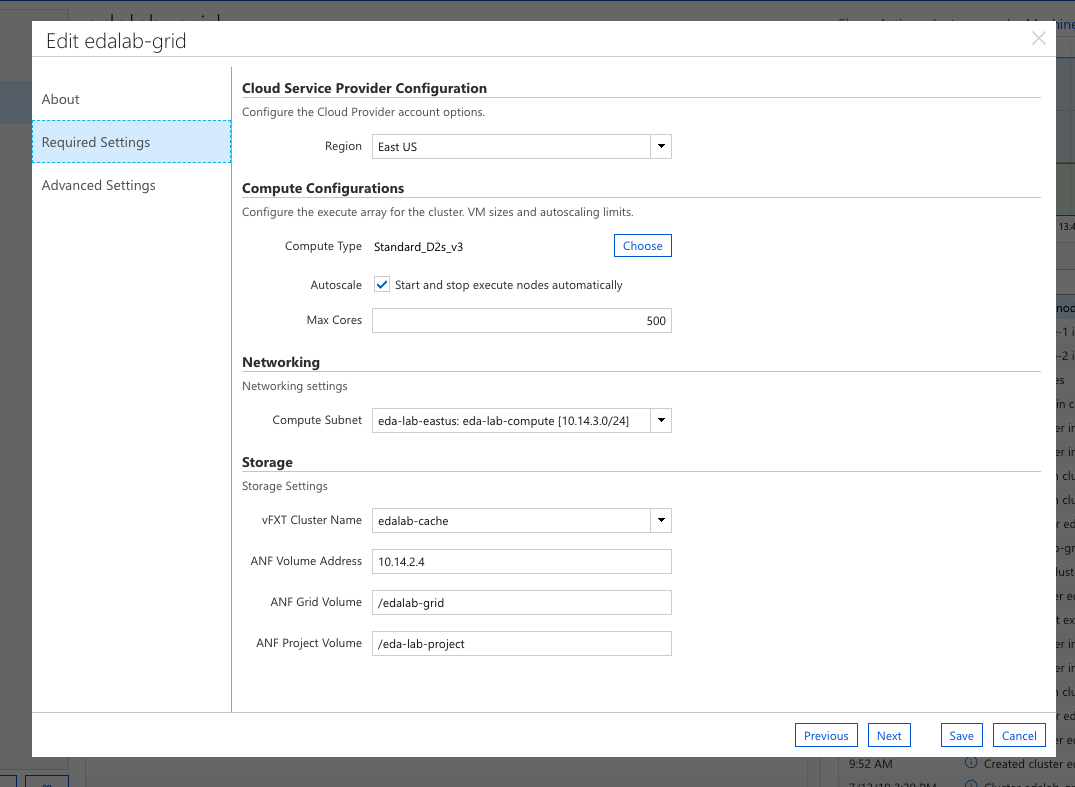 Edit edalab-grid
About
Required Settings
Advanced Settings
Cloud Service Provider Configuration
Configure the Cloud Provider account options.
Region East US
Compute Configurations
Configure the execute array for the cluster. VM sizes and autoscaling limits.
Compute Type Standard_D2s_v3 Choose
Autoscale Start and stop execute nodes automatically
Max Cores 500
Networking
Networking settings
Compute Subnet eda-lab-eastus: eda-lab-compute [10.14.3.0/24]
Storage
Storage Settings
vFXT Cluster Name edalab-cache
ANF Volume Address 10.14.2.4
ANF Grid Volume /edalab-grid
ANF Project Volume /eda-lab-project
Previous Next Save Cancel
9:52 AM Created cluster